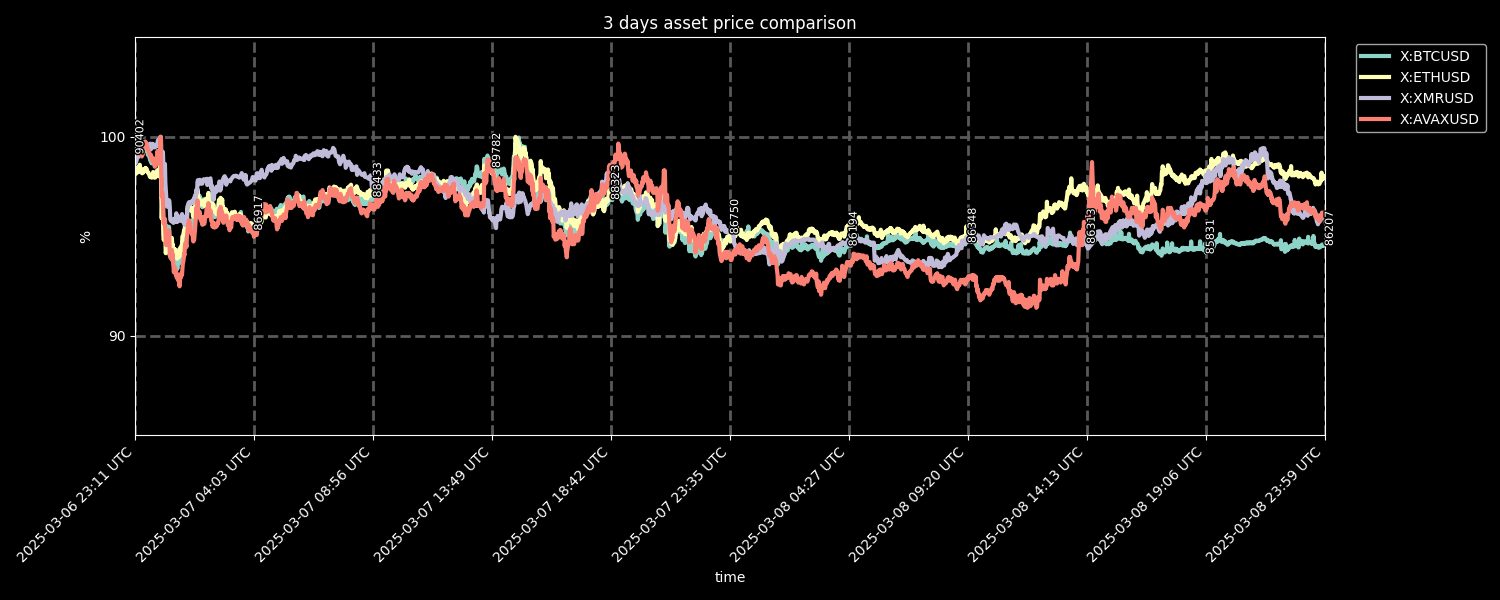 3 days asset price comparison
X:BTCUSD
X:ETHUSD
X:XMRUSD
X:AVAXUSD
100
90
%
90402
86917
88433
89782
88323
86750
86194
86348
86313
85831
86207
2025-03-06 23:11 UTC
2025-03-07 04:03 UTC
2025-03-07 08:56 UTC
2025-03-07 13:49 UTC
2025-03-07 18:42 UTC
2025-03-07 23:35 UTC
2025-03-08 04:27 UTC
2025-03-08 09:20 UTC
2025-03-08 14:13 UTC
2025-03-08 19:06 UTC
2025-03-08 23:59 UTC
time